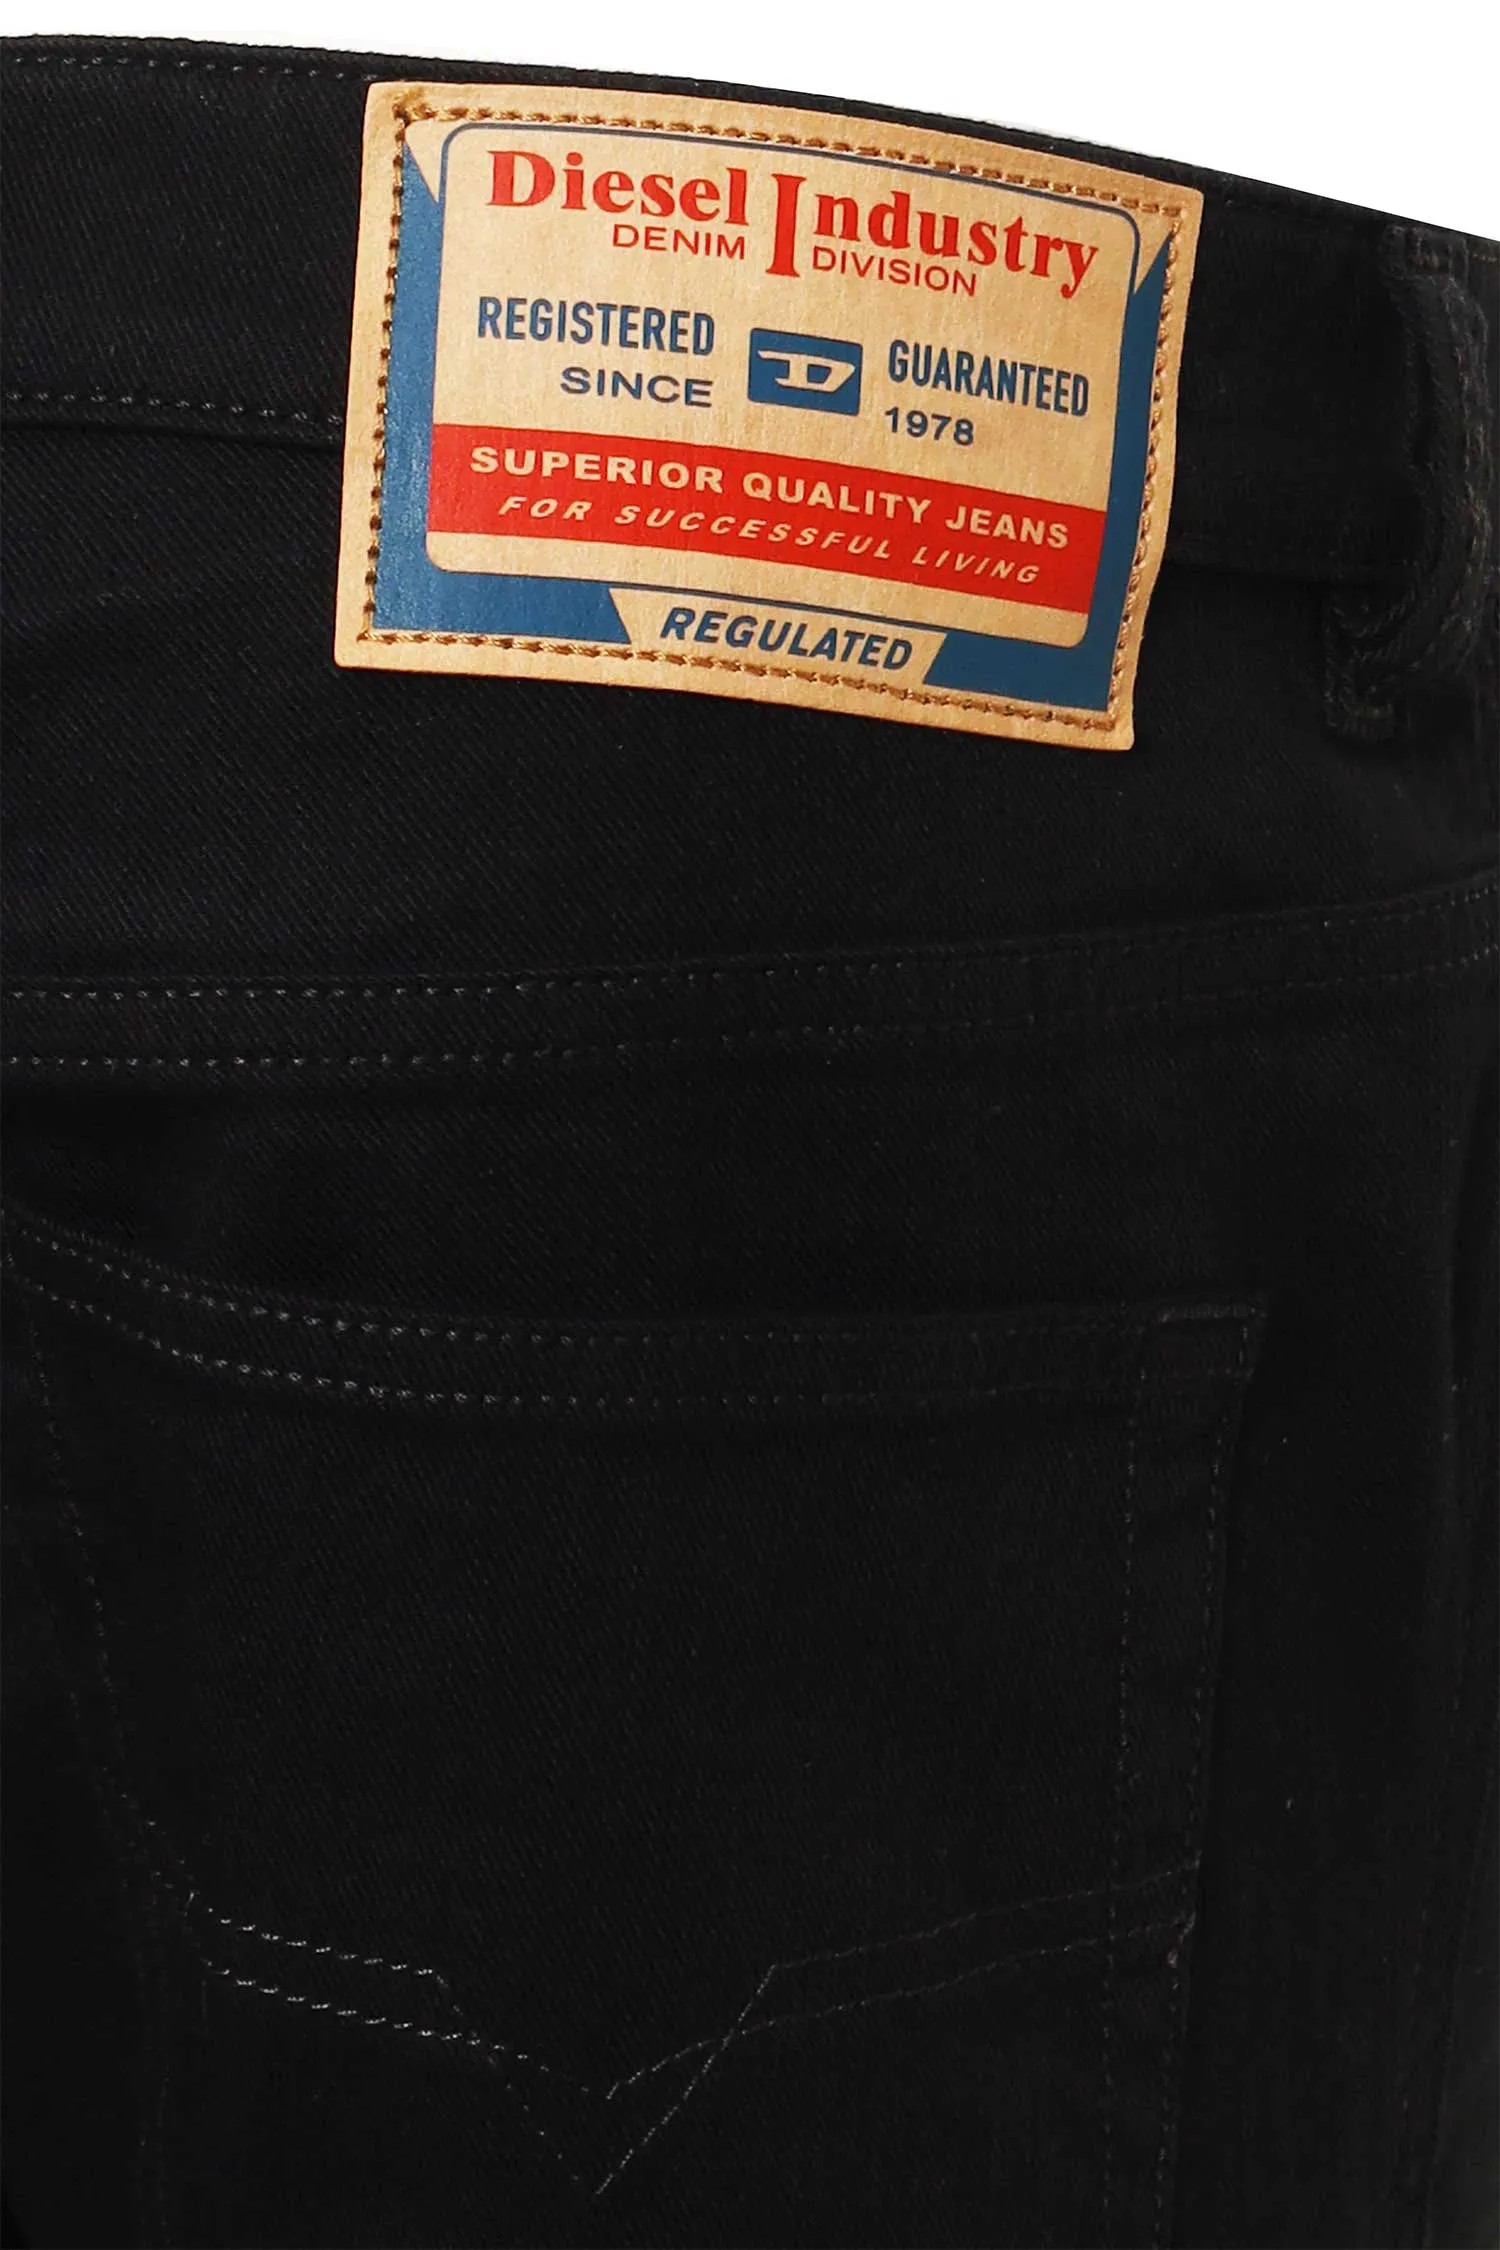 Diesel Industry
DENIM DIVISION
REGISTERED D GUARANTEED
SINCE 1978
SUPERIOR QUALITY JEANS
FOR SUCCESSFUL LIVING
REGULATED